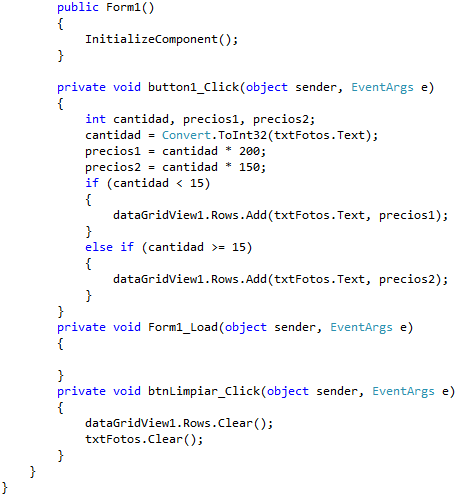 public Form1()
{
InitializeComponent();
}
private void button1_Click(object sender, EventArgs e)
{
int cantidad, precios1, precios2;
cantidad = Convert.ToInt32(txtFotos.Text);
precios1 = cantidad * 200;
precios2 = cantidad * 150;
if (cantidad < 15)
{
dataGridView1.Rows.Add(txtFotos.Text, precios1);
}
else if (cantidad >= 15)
{
dataGridView1.Rows.Add(txtFotos.Text, precios2);
}
}
private void Form1_Load(object sender, EventArgs e)
{
}
private void btnLimpiar_Click(object sender, EventArgs e)
{
dataGridView1.Rows.Clear();
txtFotos.Clear();
}
}
}